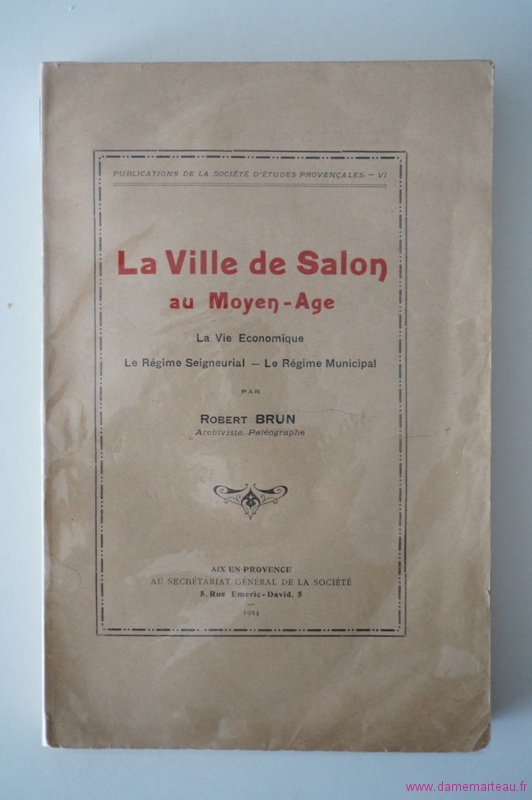 PUBLICATIONS DE LA SOCIÉTÉ D'ÉTUDES PROVENÇALES — VI
La Ville de Salon
au Moyen-Age
La Vie Economique
Le Régime Seigneurial — Le Régime Municipal
PAR
ROBERT BRUN
Archiviste-Paléographe
AIX-EN-PROVENCE
AU SECRÉTARIAT GÉNÉRAL DE LA SOCIÉTÉ
5, Rue Emeric-David, 5
—
1924
www.damemarteau.fr